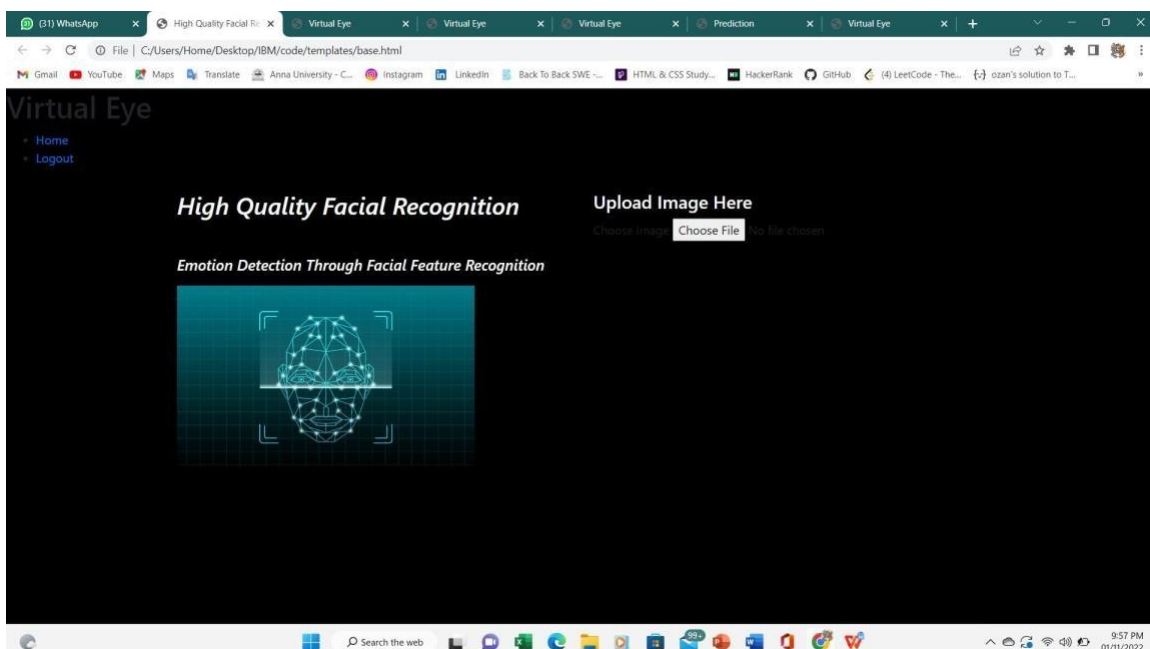 (31) WhatsApp
High Quality Facial Re
Virtual Eye
Virtual Eye
Virtual Eye
Prediction
Virtual Eye
File | C:/Users/Home/Desktop/IBM/code/templates/base.html
Gmail YouTube Maps Translate Anna University - C... Instagram LinkedIn Back To Back SWE -... HTML & CSS Study... HackerRank GitHub (4) LeetCode - The... ozan's solution to T... »
Virtual Eye
Home
Logout
High Quality Facial Recognition
Emotion Detection Through Facial Feature Recognition
Upload Image Here
Choose Image Choose File No file chosen
Search the web
99+
9:57 PM
01/11/2022